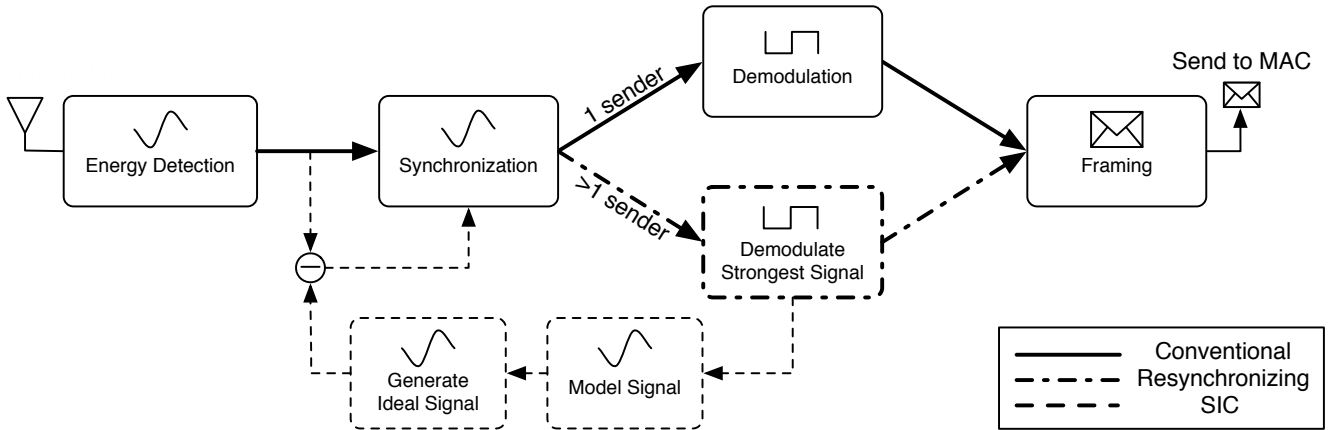 Energy Detection
Synchronization
1 sender
>1 sender
Demodulation
Demodulate
Strongest Signal
Framing
Send to MAC
Generate
Ideal Signal
Model Signal
Conventional
Resynchronizing
SIC